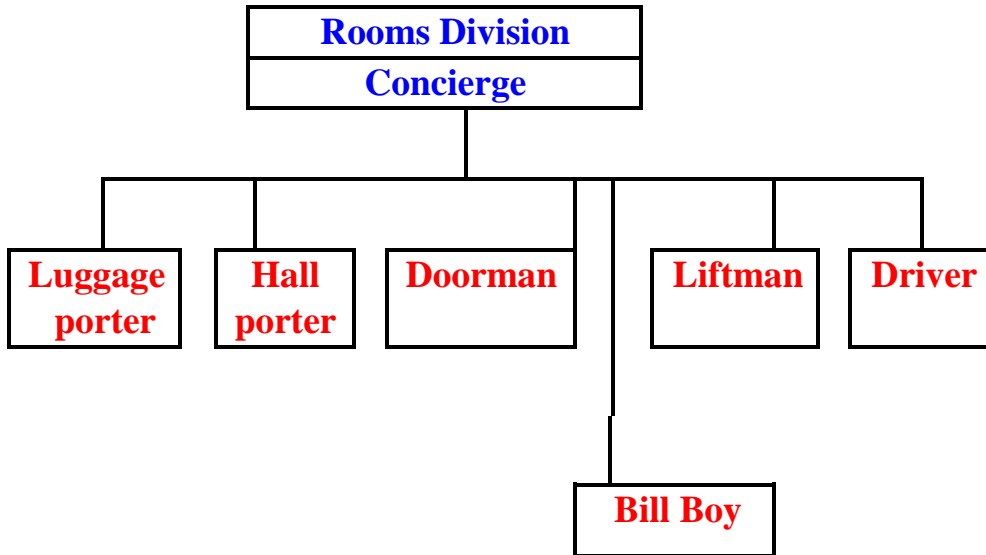 Rooms Division
Concierge
Luggage
porter
Hall
porter
Doorman
Liftman
Driver
Bill Boy